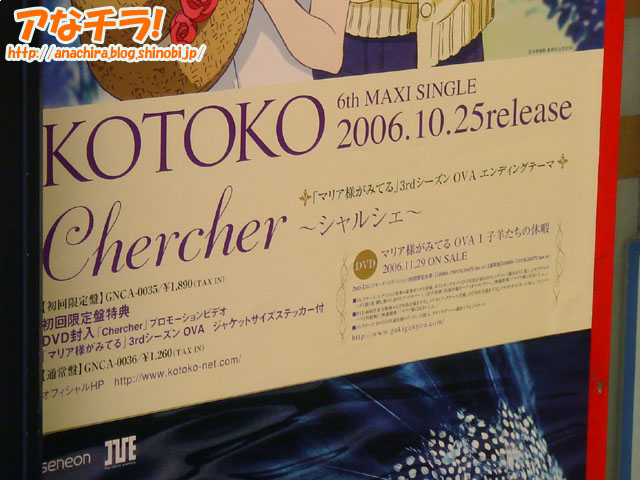 アなチラ!
http://anachira.blog.shinobi.jp/
KOTOKO
6th MAXI SINGLE
2006.10.25release
「マリア様がみてる」3rdシーズン OVA エンディングテーマ
Chercher ～シャルシェ～
DVD
マリア様がみてる OVA 1 子羊たちの休暇
2006.11.29 ON SALE
http://www.gokigenyou.com/
【初回限定盤】GNCA-0035/¥1,890(TAX IN)
初回限定盤特典
DVD封入「Chercher」プロモーションビデオ
「マリア様がみてる」3rdシーズン OVA ジャケットサイズステッカー付
【通常盤】GNCA-0036/¥1,260(TAX IN)
オフィシャルHP http://www.kotoko-net.com/
geneon